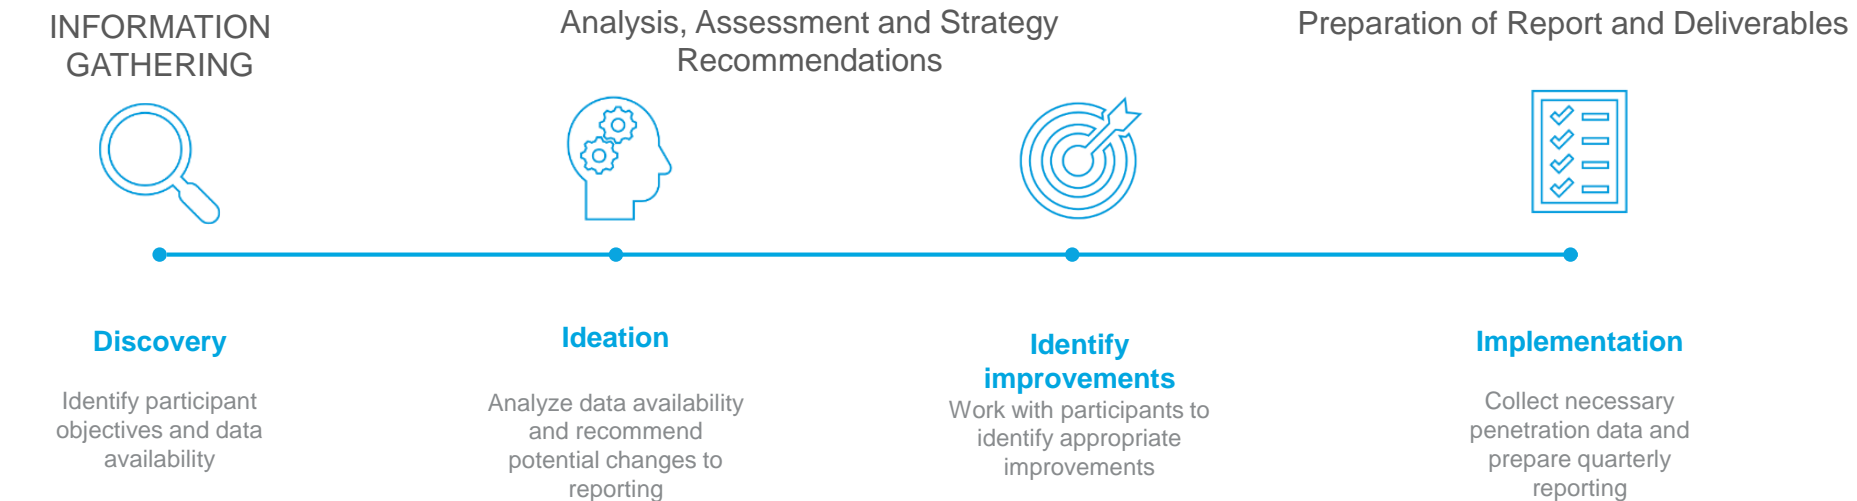 INFORMATION
GATHERING
Analysis, Assessment and Strategy
Recommendations
Preparation of Report and Deliverables
Discovery
Identify participant
objectives and data
availability
Ideation
Analyze data availability
and recommend
potential changes to
reporting
Identify
improvements
Work with participants to
identify appropriate
improvements
Implementation
Collect necessary
penetration data and
prepare quarterly
reporting